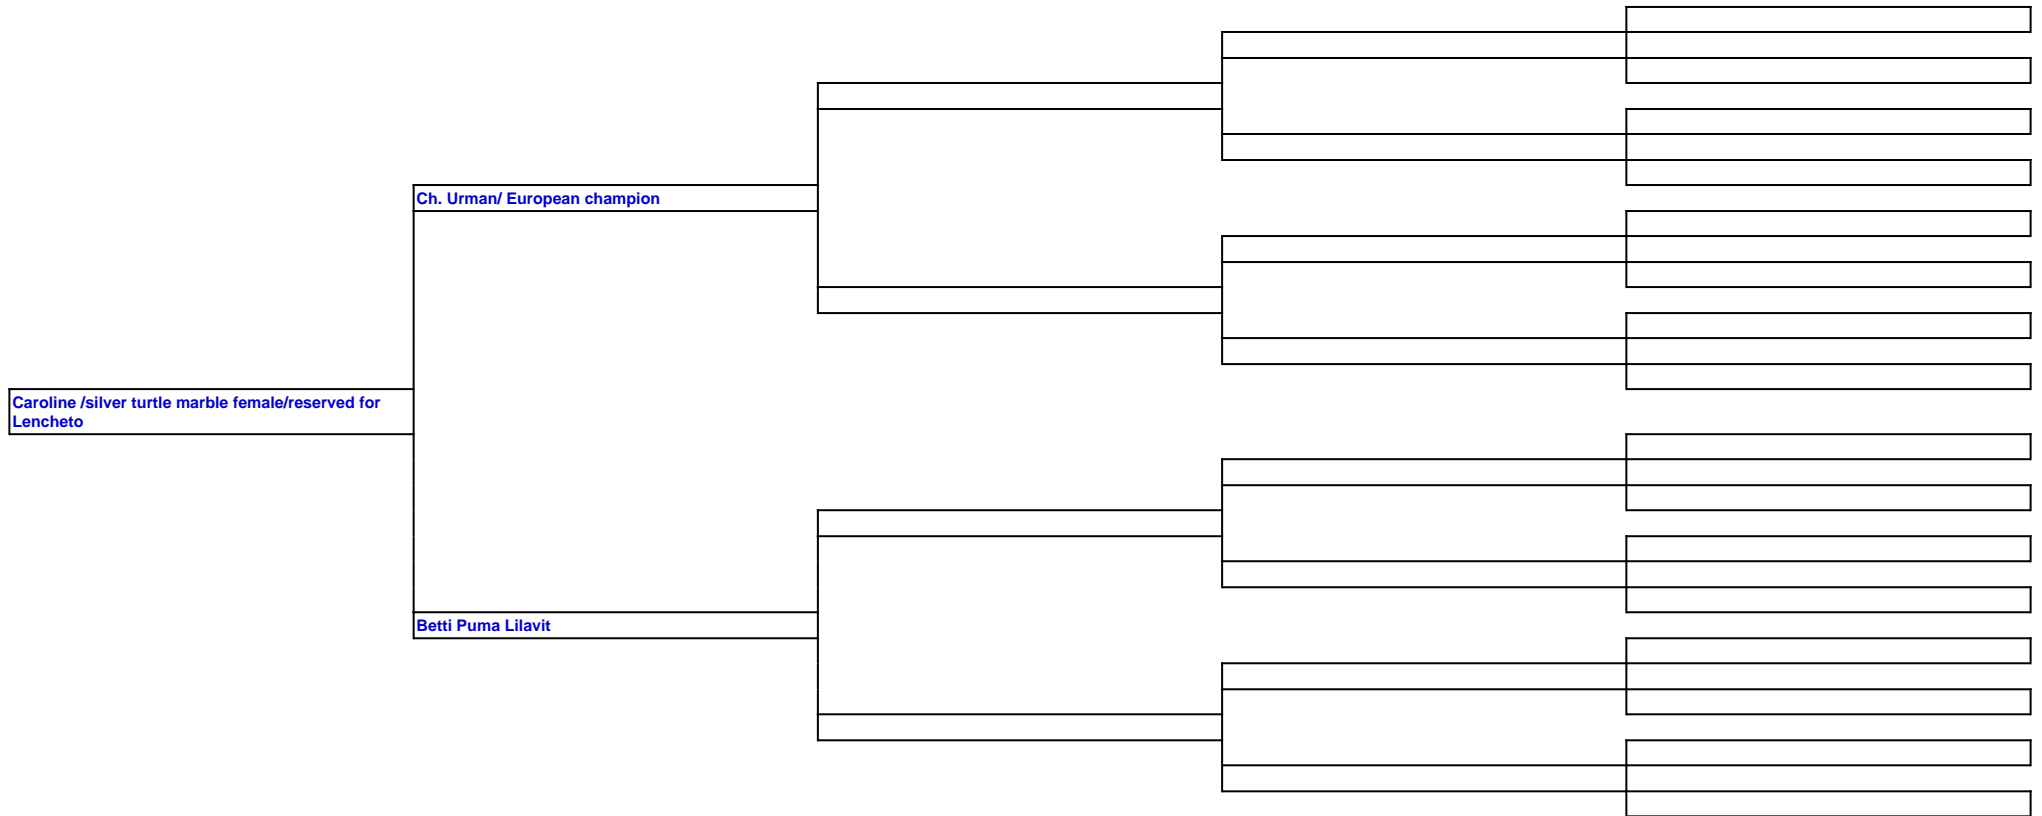 Ch. Urman/ European champion
Caroline /silver turtle marble female/reserved for
Lencheto
Betti Puma Lilavit